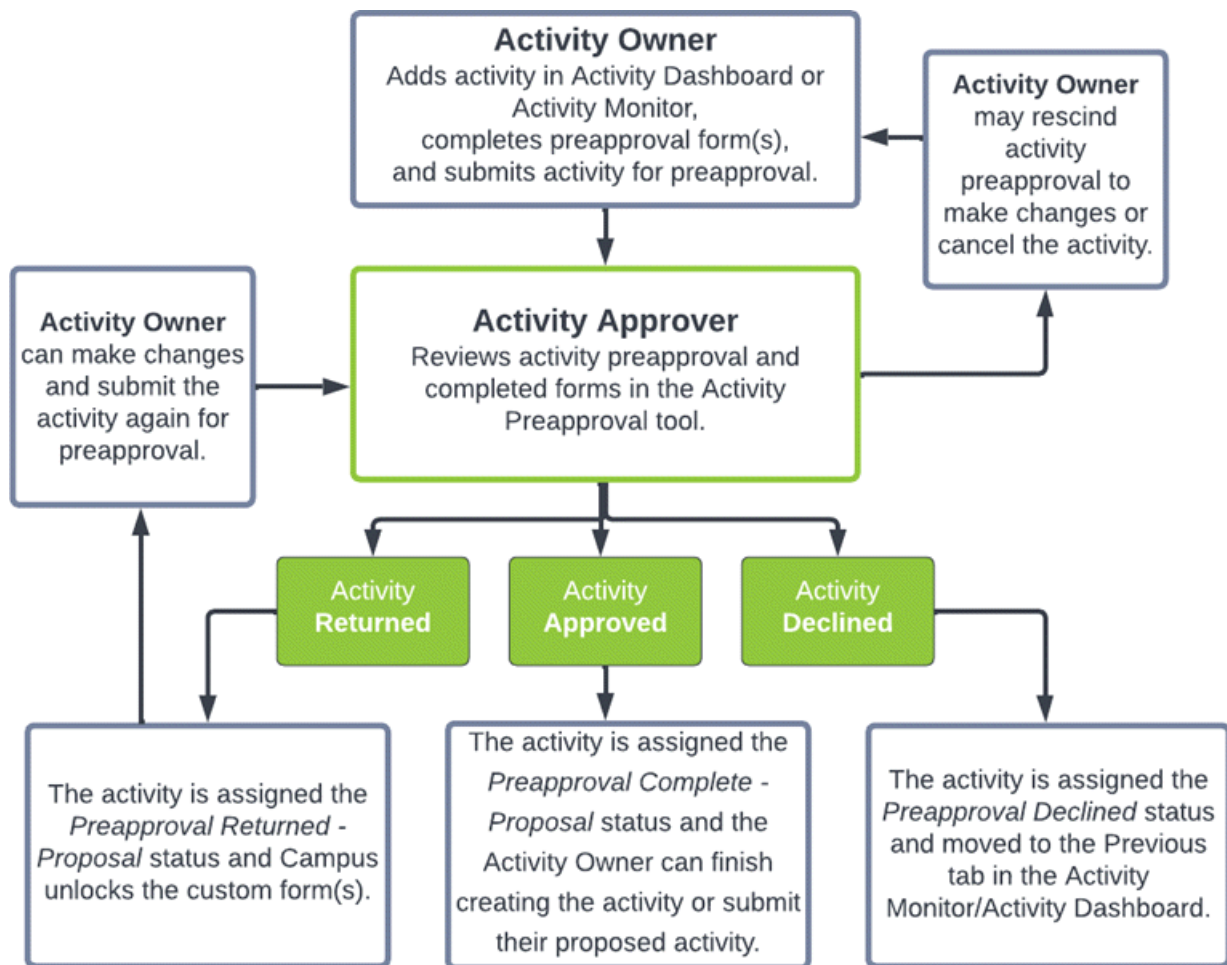 Activity Owner
Adds activity in Activity Dashboard or
Activity Monitor,
completes preapproval form(s),
and submits activity for preapproval.
Activity Owner
may rescind
activity
preapproval to
make changes or
cancel the activity.
Activity Owner
can make changes
and submit the
activity again for
preapproval.
Activity Approver
Reviews activity preapproval and
completed forms in the Activity
Preapproval tool.
Activity
Returned
Activity
Approved
Activity
Declined
The activity is assigned the
Preapproval Returned -
Proposal status and Campus
unlocks the custom form(s).
The activity is assigned the
Preapproval Complete -
Proposal status and the
Activity Owner can finish
creating the activity or submit
their proposed activity.
The activity is assigned the
Preapproval Declined status
and moved to the Previous
tab in the Activity
Monitor/Activity Dashboard.